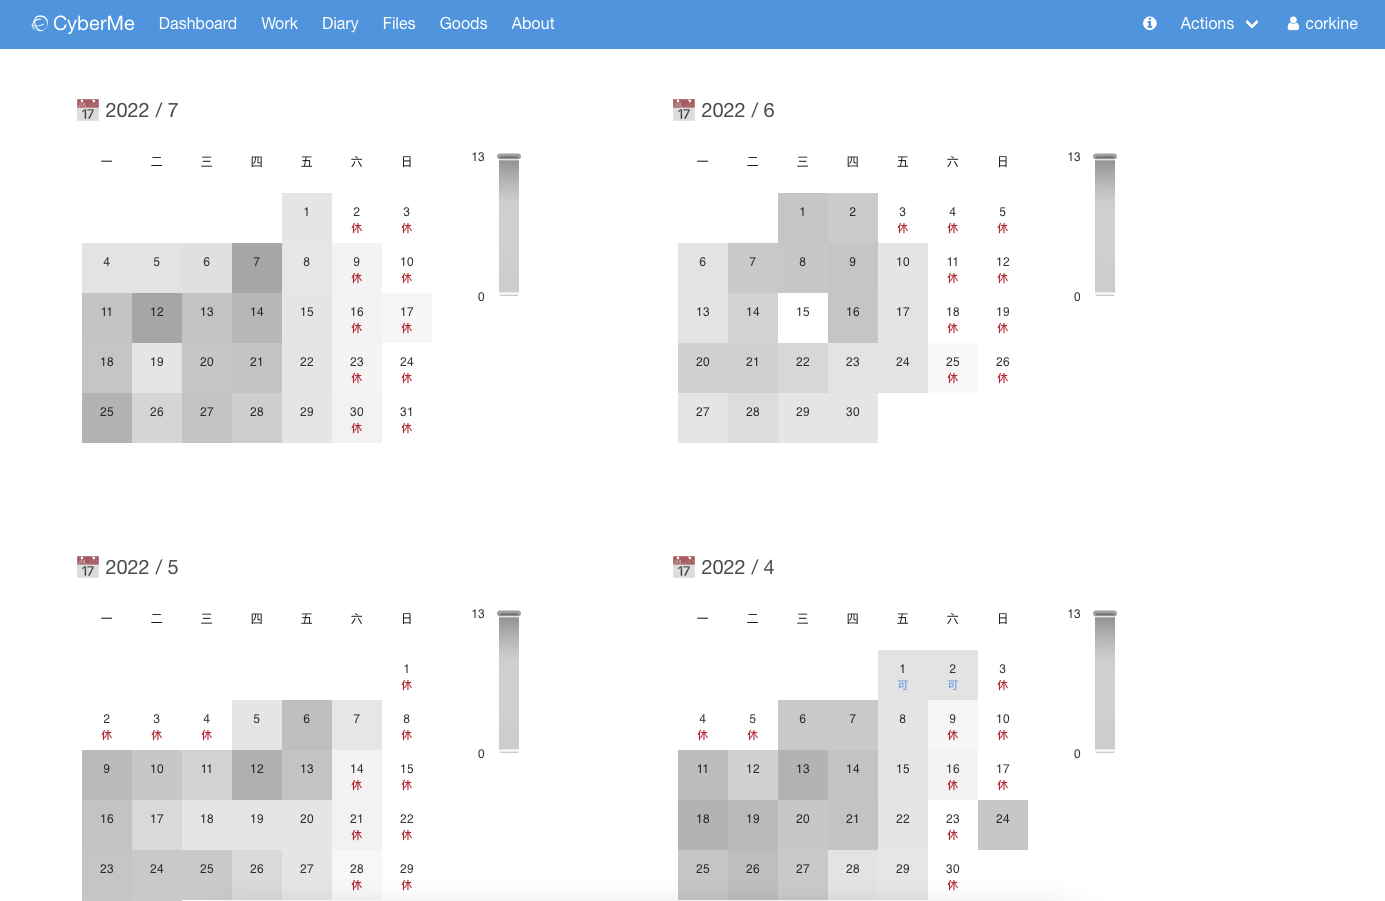 CyberMe Dashboard Work Diary Files Goods About Actions corkine
17 2022 / 7
一 二 三 四 五 六 日
1 2 3
休 休
4 5 6 7 8 9 10
休 休
11 12 13 14 15 16 17
休 休
18 19 20 21 22 23 24
休 休
25 26 27 28 29 30 31
休 休
13
0
17 2022 / 6
一 二 三 四 五 六 日
1 2 3 4 5
休 休 休
6 7 8 9 10 11 12
休 休
13 14 15 16 17 18 19
休 休
20 21 22 23 24 25 26
休 休
27 28 29 30
13
0
17 2022 / 5
一 二 三 四 五 六 日
1
休
2 3 4 5 6 7 8
休 休 休 休
9 10 11 12 13 14 15
休 休
16 17 18 19 20 21 22
休 休
23 24 25 26 27 28 29
休 休
13
0
17 2022 / 4
一 二 三 四 五 六 日
1 2 3
可 可 休
4 5 6 7 8 9 10
休 休 休
11 12 13 14 15 16 17
休 休
18 19 20 21 22 23 24
休
25 26 27 28 29 30
休
13
0